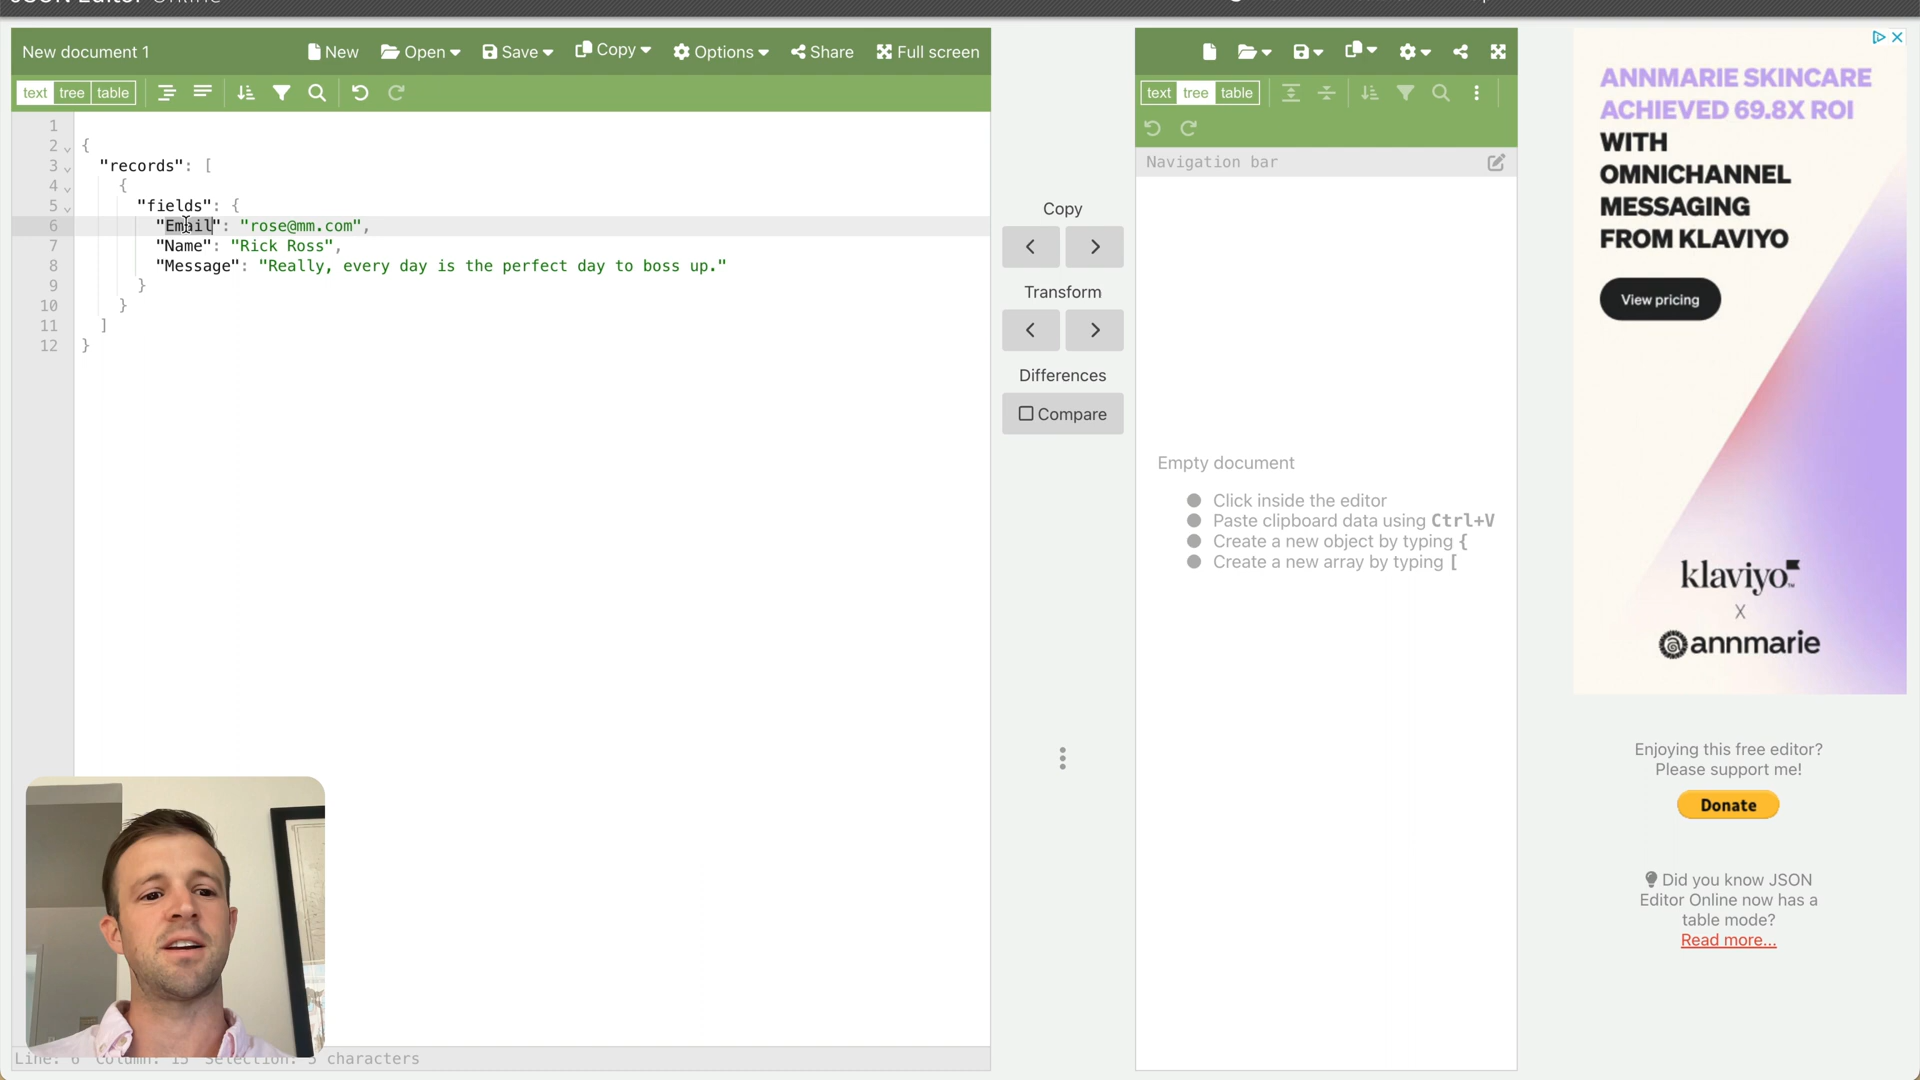 New document 1
New
Open
Save
Copy
Options
Share
Full screen
text tree table
1
2 {
3 "records": [
4 {
5 "fields": {
6 "Email": "rose@mm.com",
7 "Name": "Rick Ross",
8 "Message": "Really, every day is the perfect day to boss up."
9 }
10 }
11 ]
12 }
Copy
Transform
Differences
Compare
text tree table
Navigation bar
Empty document
Click inside the editor
Paste clipboard data using Ctrl+V
Create a new object by typing {
Create a new array by typing [
ANNMARIE SKINCARE
ACHIEVED 69.8X ROI
WITH
OMNICHANNEL
MESSAGING
FROM KLAVIYO
View pricing
klaviyo
X
annmarie
Enjoying this free editor?
Please support me!
Donate
Did you know JSON
Editor Online now has a
table mode?
Read more...
characters